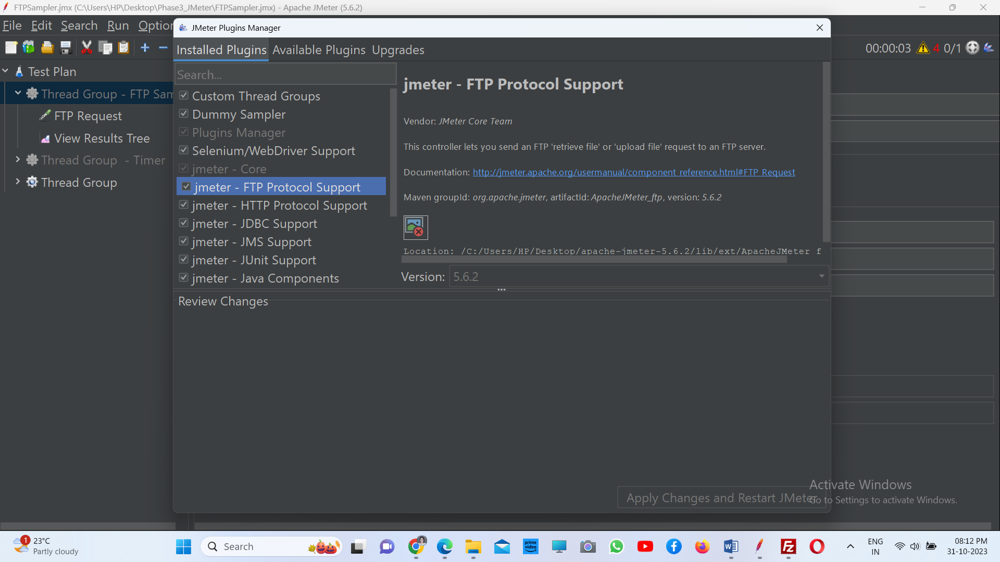 FTPSampler.jmx (C:\Users\HP\Desktop\Phase3_JMeter\FTPSampler.jmx) - Apache JMeter (5.6.2)
File Edit Search Run Option
00:00:03 4 0/1
Test Plan
Thread Group - FTP Sam
FTP Request
View Results Tree
Thread Group - Timer
Thread Group
JMeter Plugins Manager
Installed Plugins Available Plugins Upgrades
Search...
Custom Thread Groups
Dummy Sampler
Plugins Manager
Selenium/WebDriver Support
jmeter - Core
jmeter - FTP Protocol Support
jmeter - HTTP Protocol Support
jmeter - JDBC Support
jmeter - JMS Support
jmeter - JUnit Support
jmeter - Java Components
jmeter - FTP Protocol Support
Vendor: JMeter Core Team
This controller lets you send an FTP 'retrieve file' or 'upload file' request to an FTP server.
Documentation: http://jmeter.apache.org/usermanual/component_reference.html#FTP_Request
Maven groupId: org.apache.jmeter, artifactId: ApacheJMeter_ftp, version: 5.6.2
Location: /C:/Users/HP/Desktop/apache-jmeter-5.6.2/lib/ext/ApacheJMeter_f
Version: 5.6.2
Review Changes
Apply Changes and Restart JMeter
Activate Windows
Go to Settings to activate Windows.
1
23°C
Partly cloudy
Search
prime
video
Fz
W
ENG
IN
08:12 PM
31-10-2023